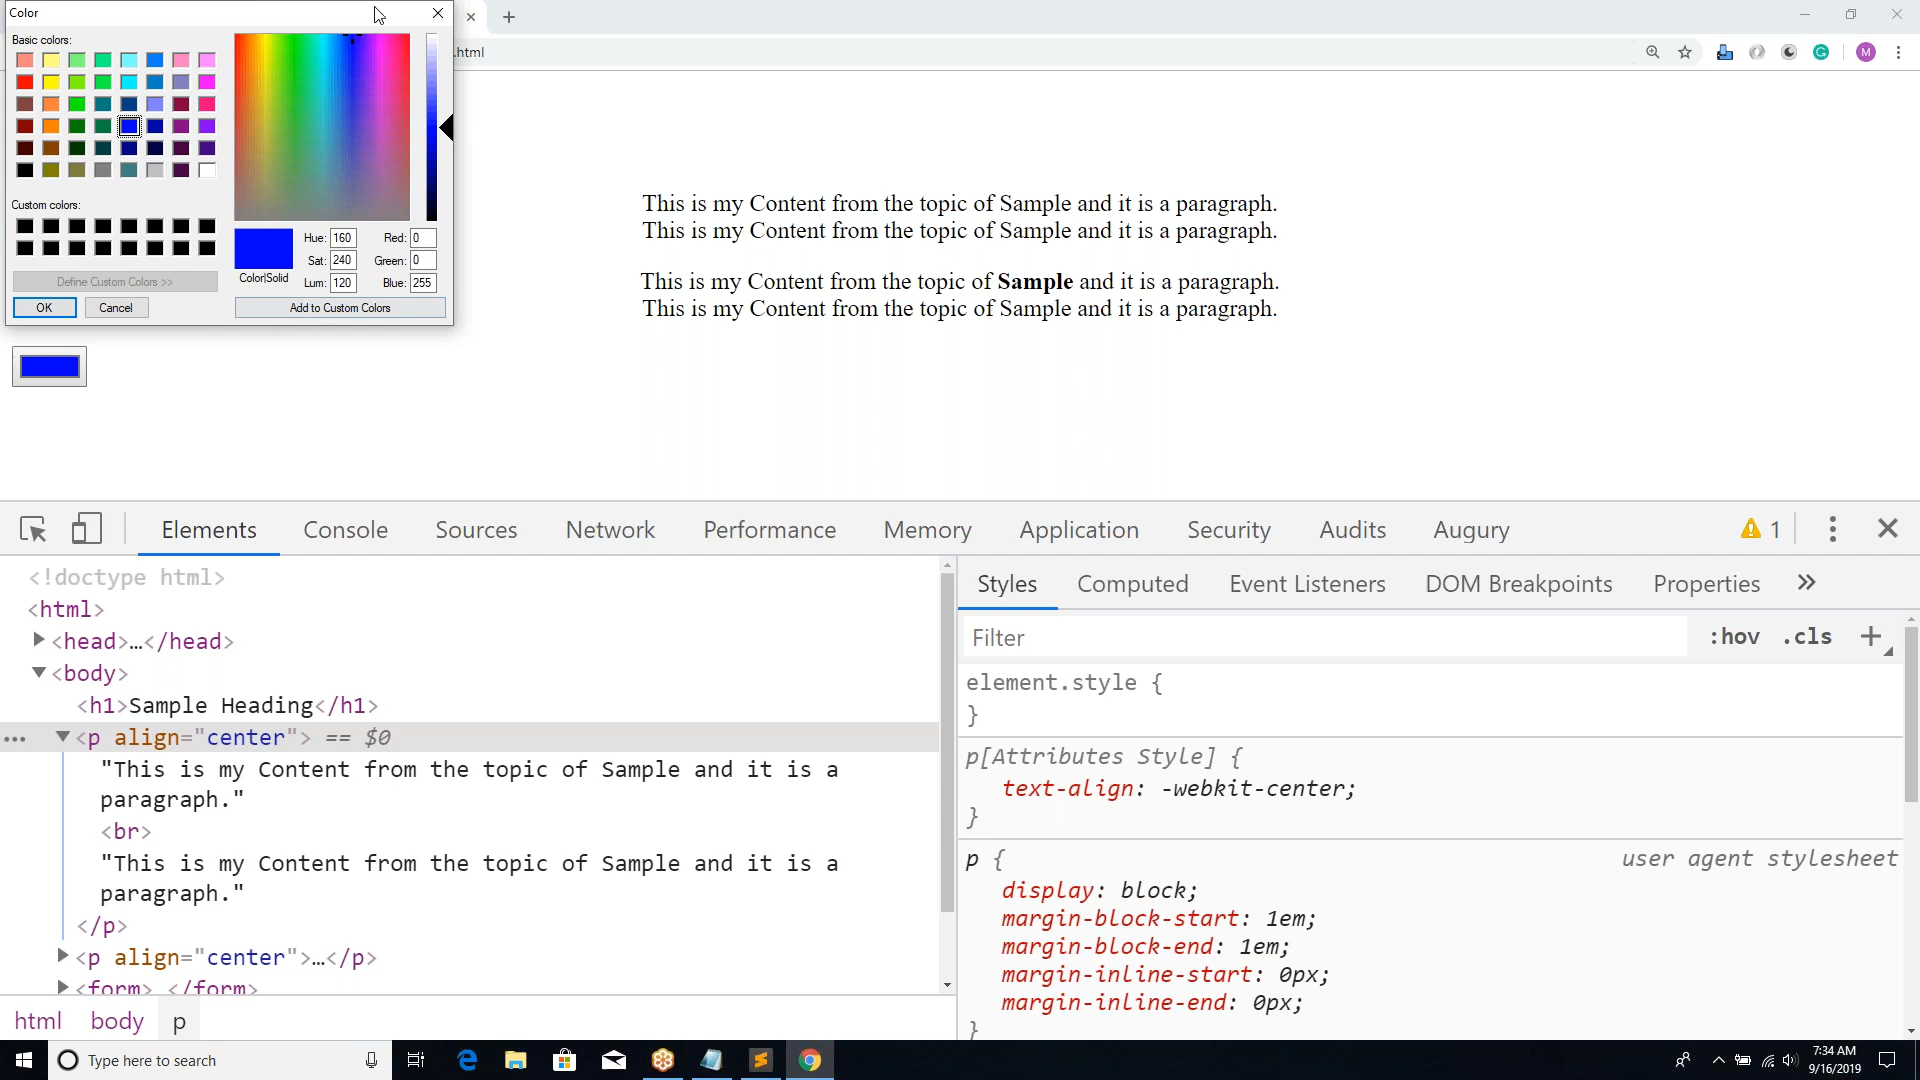 Color
Basic colors:
Custom colors:
Define Custom Colors >>
OK Cancel
Color|Solid
Hue: 160 Red: 0
Sat: 240 Green: 0
Lum: 120 Blue: 255
Add to Custom Colors
.html
M
This is my Content from the topic of Sample and it is a paragraph.
This is my Content from the topic of Sample and it is a paragraph.
This is my Content from the topic of Sample and it is a paragraph.
This is my Content from the topic of Sample and it is a paragraph.
Elements Console Sources Network Performance Memory Application Security Audits Augury 1
<!doctype html>
<html>
<head>…</head>
<body>
<h1>Sample Heading</h1>
<p align="center"> == $0
"This is my Content from the topic of Sample and it is a
paragraph."
<br>
"This is my Content from the topic of Sample and it is a
paragraph."
</p>
<p align="center">…</p>
<form> </form>
html body p
Styles Computed Event Listeners DOM Breakpoints Properties »
Filter :hov .cls +
element.style {
}
p[Attributes Style] {
text-align: -webkit-center;
}
p { user agent stylesheet
display: block;
margin-block-start: 1em;
margin-block-end: 1em;
margin-inline-start: 0px;
margin-inline-end: 0px;
}
Type here to search
7:34 AM
9/16/2019